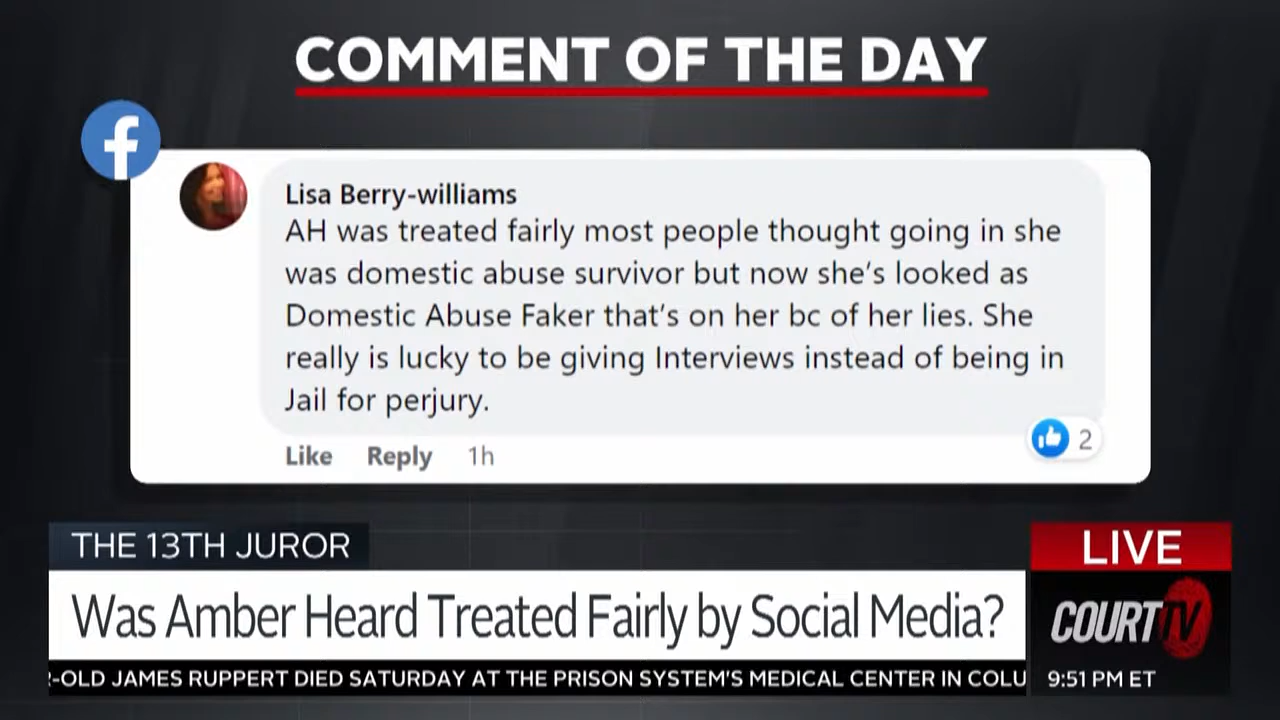 COMMENT OF THE DAY
f
Lisa Berry-williams
AH was treated fairly most people thought going in she
was domestic abuse survivor but now she's looked as
Domestic Abuse Faker that's on her bc of her lies. She
really is lucky to be giving Interviews instead of being in
Jail for perjury.
2
Like Reply 1h
THE 13TH JUROR
LIVE
Was Amber Heard Treated Fairly by Social Media?
COURT TV
-OLD JAMES RUPPERT DIED SATURDAY AT THE PRISON SYSTEM'S MEDICAL CENTER IN COLU
9:51 PM ET